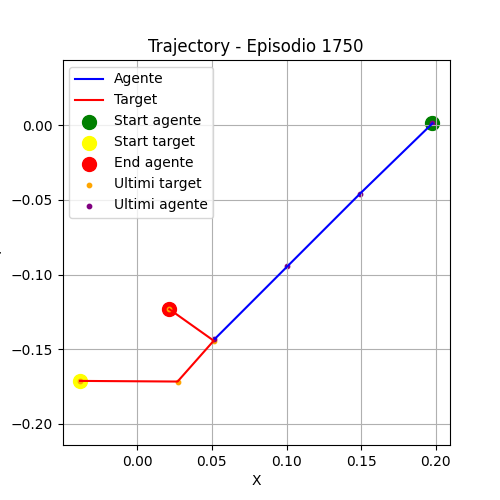 Trajectory - Episodio 1750
Agente
Target
Start agente
Start target
End agente
Ultimi target
Ultimi agente
0.00
−0.05
−0.10
−0.15
−0.20
0.00
0.05
0.10
0.15
0.20
X